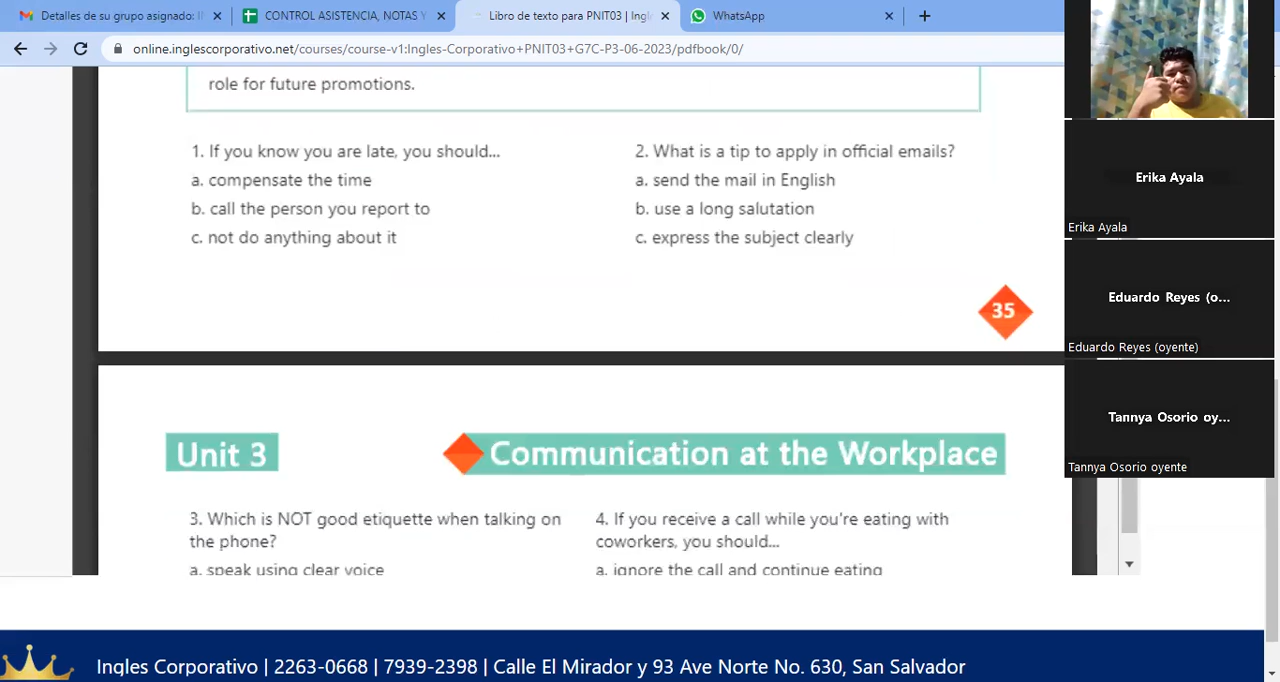 Detalles de su grupo asignado: I
CONTROL ASISTENCIA, NOTAS Y
Libro de texto para PNIT03 | Ingle
WhatsApp
online.inglescorporativo.net/courses/course-v1:Ingles-Corporativo+PNIT03+G7C-P3-06-2023/pdfbook/0/
role for future promotions.
1. If you know you are late, you should...
a. compensate the time
b. call the person you report to
c. not do anything about it
2. What is a tip to apply in official emails?
a. send the mail in English
b. use a long salutation
c. express the subject clearly
35
Unit 3
Communication at the Workplace
3. Which is NOT good etiquette when talking on
the phone?
a. speak using clear voice
4. If you receive a call while you're eating with
coworkers, you should...
a. ignore the call and continue eating
Erika Ayala
Erika Ayala
Eduardo Reyes (o...
Eduardo Reyes (oyente)
Tannya Osorio oy...
Tannya Osorio oyente
Ingles Corporativo | 2263-0668 | 7939-2398 | Calle El Mirador y 93 Ave Norte No. 630, San Salvador